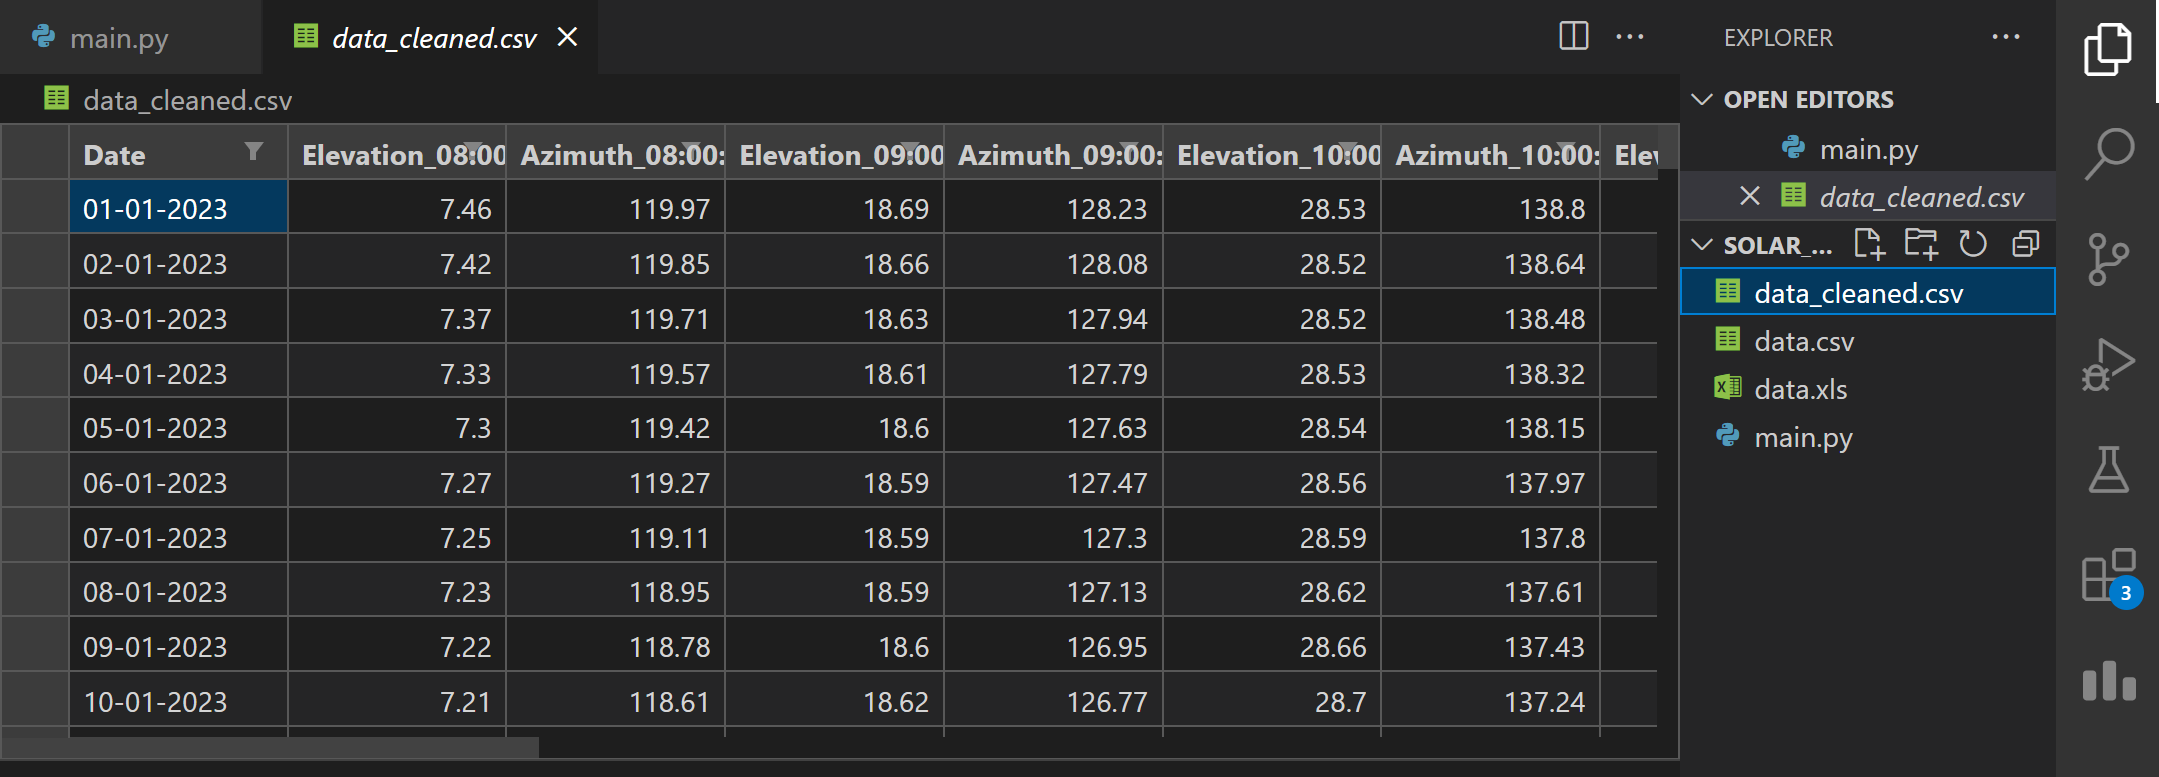 main.py data_cleaned.csv
data_cleaned.csv
Date Elevation_08:00 Azimuth_08:00: Elevation_09:00 Azimuth_09:00: Elevation_10:00 Azimuth_10:00: Elev
01-01-2023 7.46 119.97 18.69 128.23 28.53 138.8
02-01-2023 7.42 119.85 18.66 128.08 28.52 138.64
03-01-2023 7.37 119.71 18.63 127.94 28.52 138.48
04-01-2023 7.33 119.57 18.61 127.79 28.53 138.32
05-01-2023 7.3 119.42 18.6 127.63 28.54 138.15
06-01-2023 7.27 119.27 18.59 127.47 28.56 137.97
07-01-2023 7.25 119.11 18.59 127.3 28.59 137.8
08-01-2023 7.23 118.95 18.59 127.13 28.62 137.61
09-01-2023 7.22 118.78 18.6 126.95 28.66 137.43
10-01-2023 7.21 118.61 18.62 126.77 28.7 137.24
EXPLORER
OPEN EDITORS
main.py
data_cleaned.csv
SOLAR_...
data_cleaned.csv
data.csv
data.xls
main.py
3